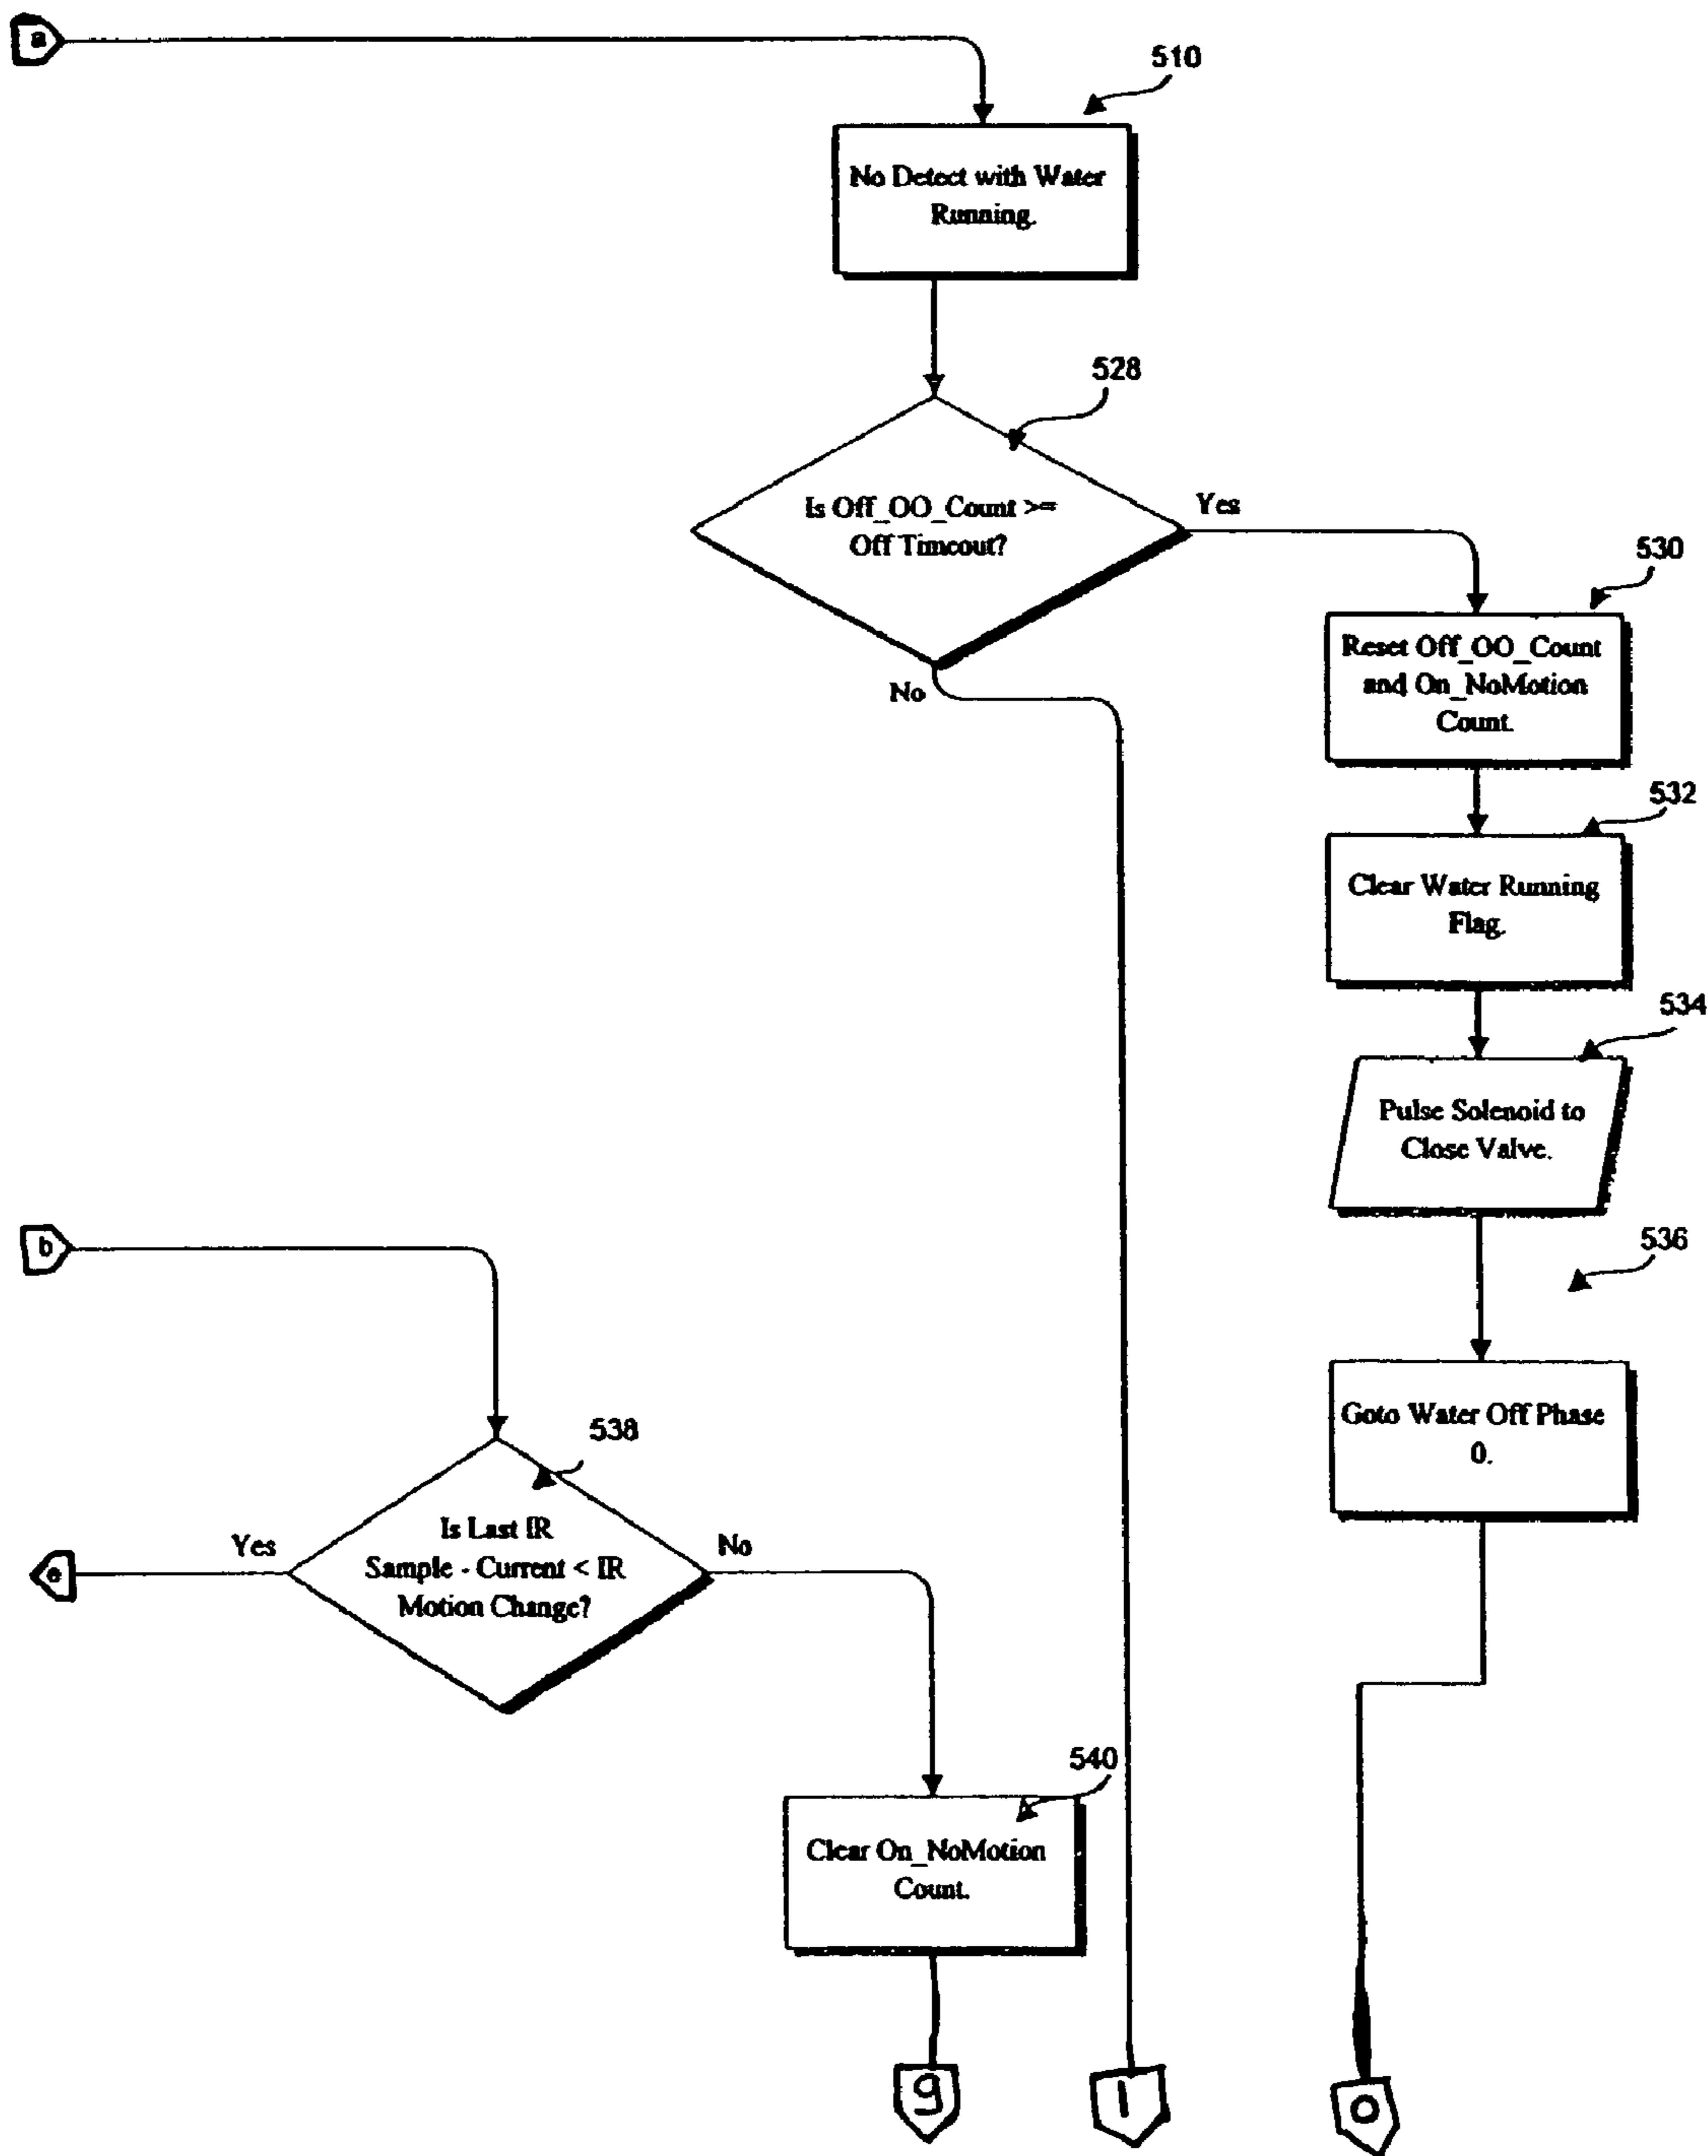 a
510
No Detect with Water
Running.
528
Is Off_OO_Count >=
Off Timeout?
Yes
No
530
Reset Off_OO_Count
and On_NoMotion
Count.
532
Clear Water Running
Flag.
534
Pulse Solenoid to
Close Valve.
536
Goto Water Off Phase
0.
b
538
Is Last IR
Sample - Current < IR
Motion Change?
Yes
No
e
540
Clear On_NoMotion
Count.
g
l
o